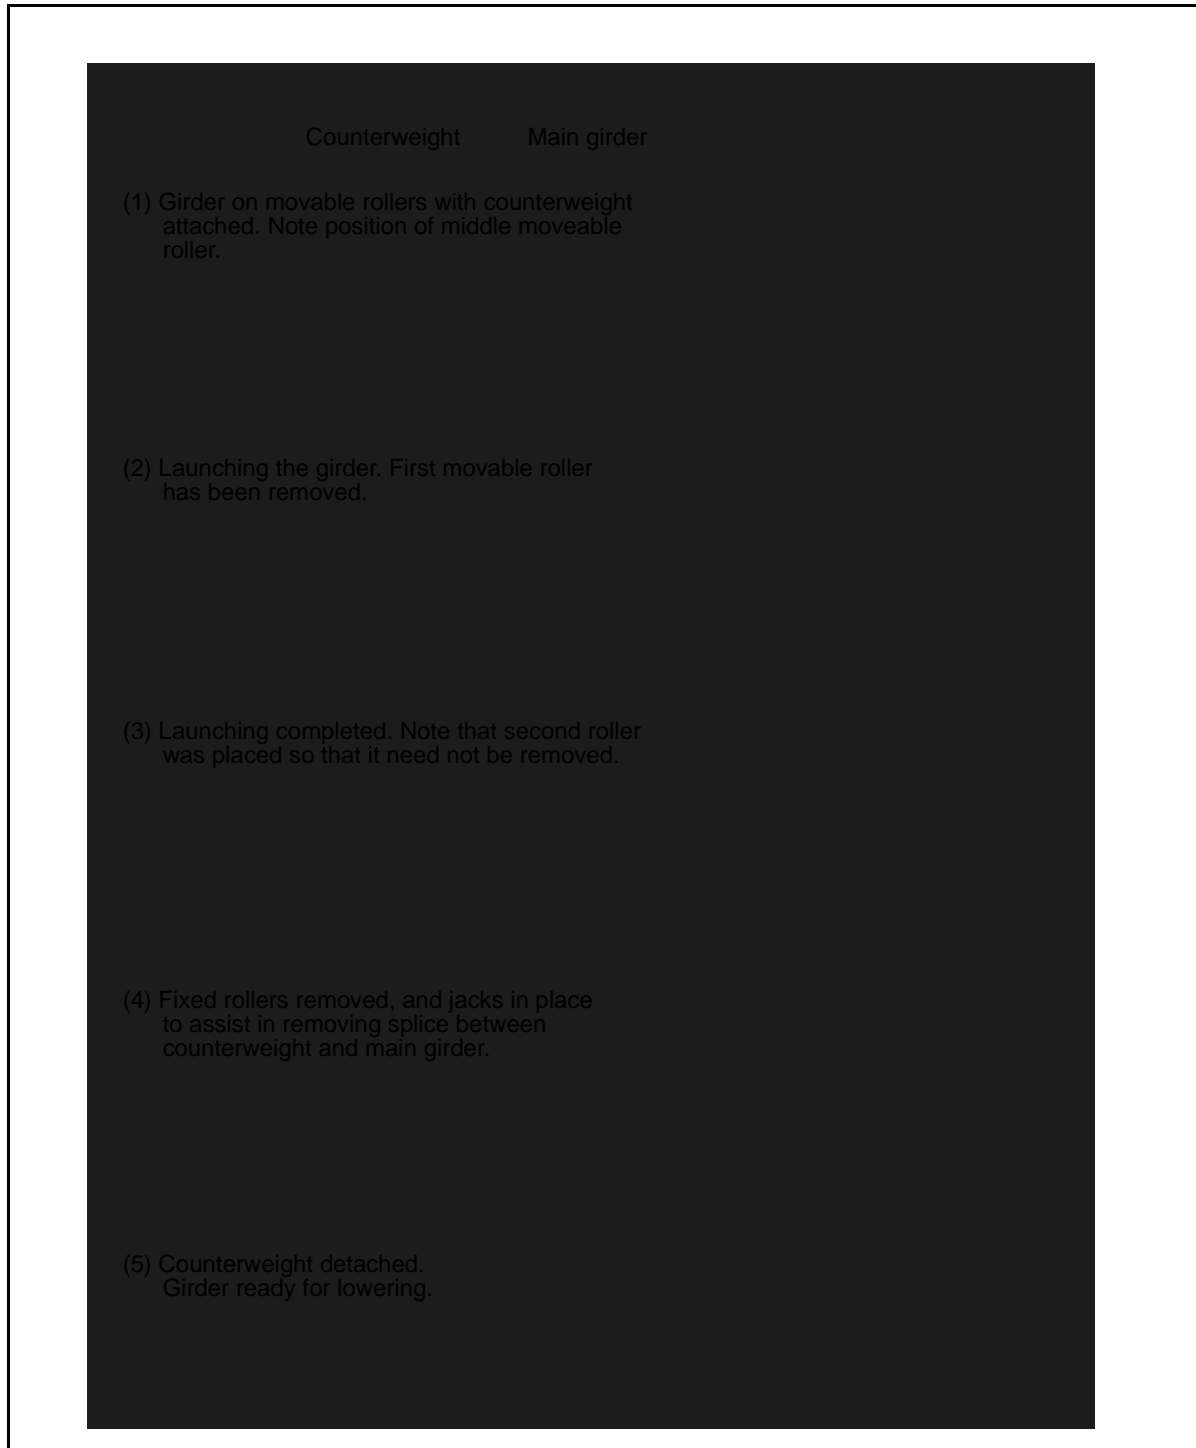 Counterweight Main girder
(1) Girder on movable rollers with counterweight
attached. Note position of middle moveable
roller.
(2) Launching the girder. First movable roller
has been removed.
(3) Launching completed. Note that second roller
was placed so that it need not be removed.
(4) Fixed rollers removed, and jacks in place
to assist in removing splice between
counterweight and main girder.
(5) Counterweight detached.
Girder ready for lowering.